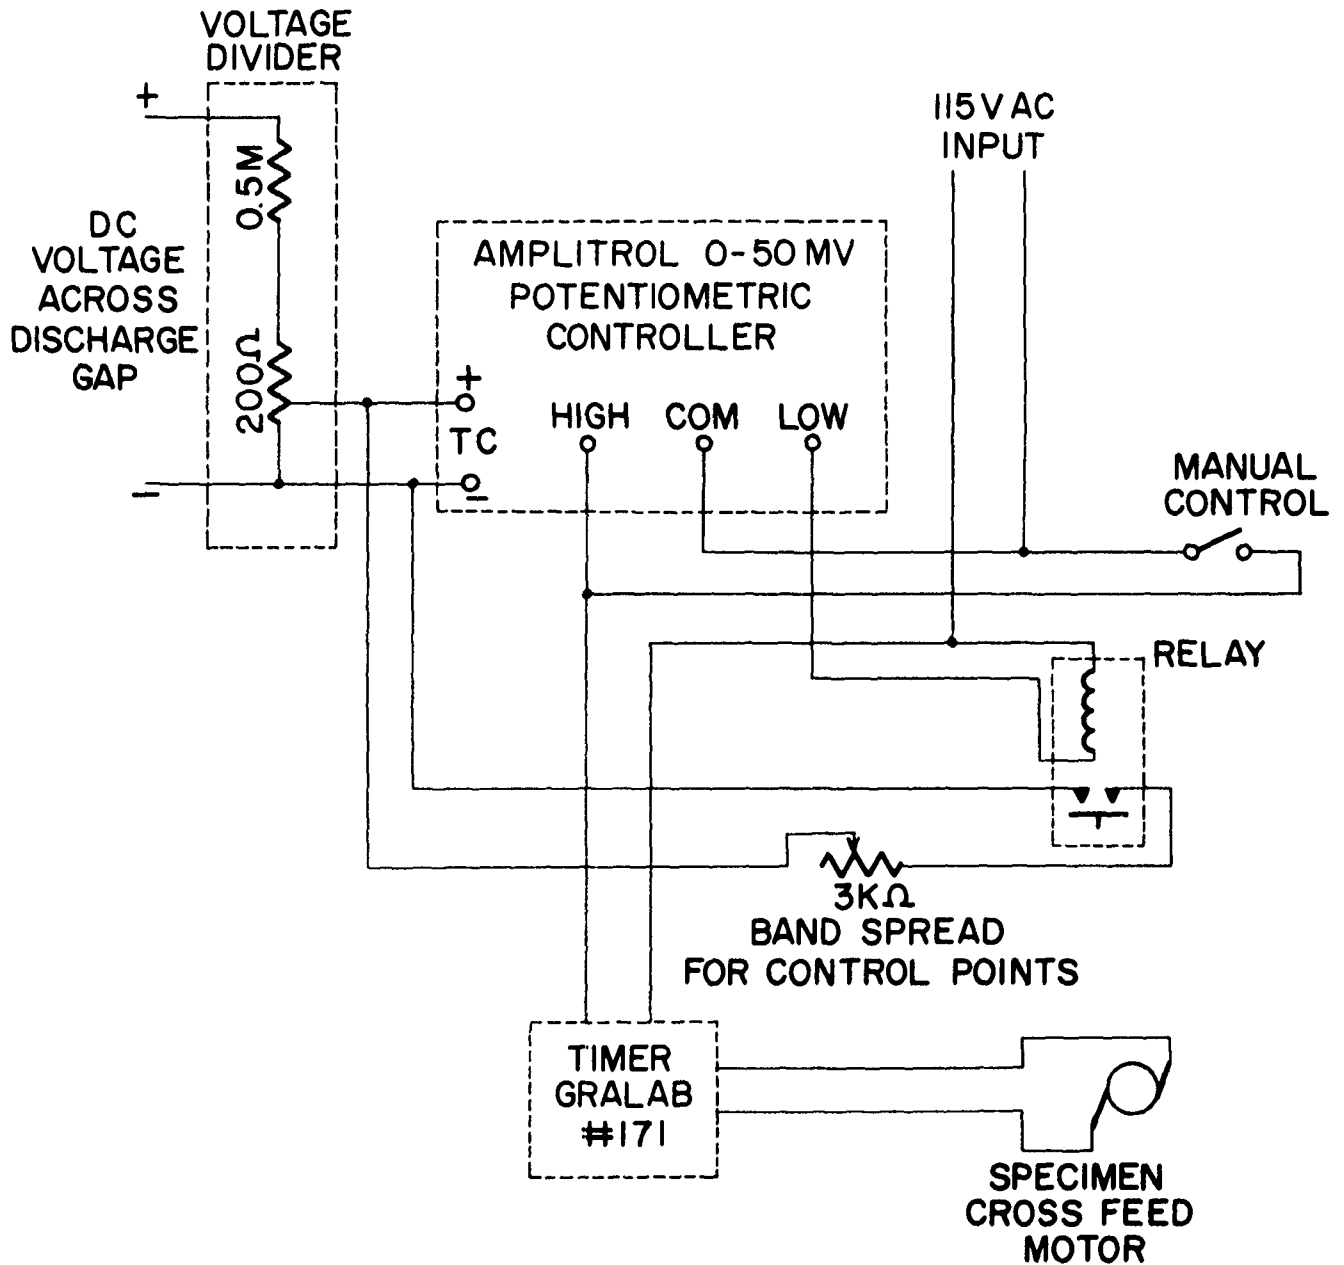 VOLTAGE
DIVIDER
+
115V AC
INPUT
0.5M
DC
VOLTAGE
ACROSS
DISCHARGE
GAP
200Ω
AMPLITROL 0-50 MV
POTENTIOMETRIC
CONTROLLER
+
TC
-
HIGH COM LOW
-
MANUAL
CONTROL
RELAY
3KΩ
BAND SPREAD
FOR CONTROL POINTS
TIMER
GRALAB
#171
SPECIMEN
CROSS FEED
MOTOR